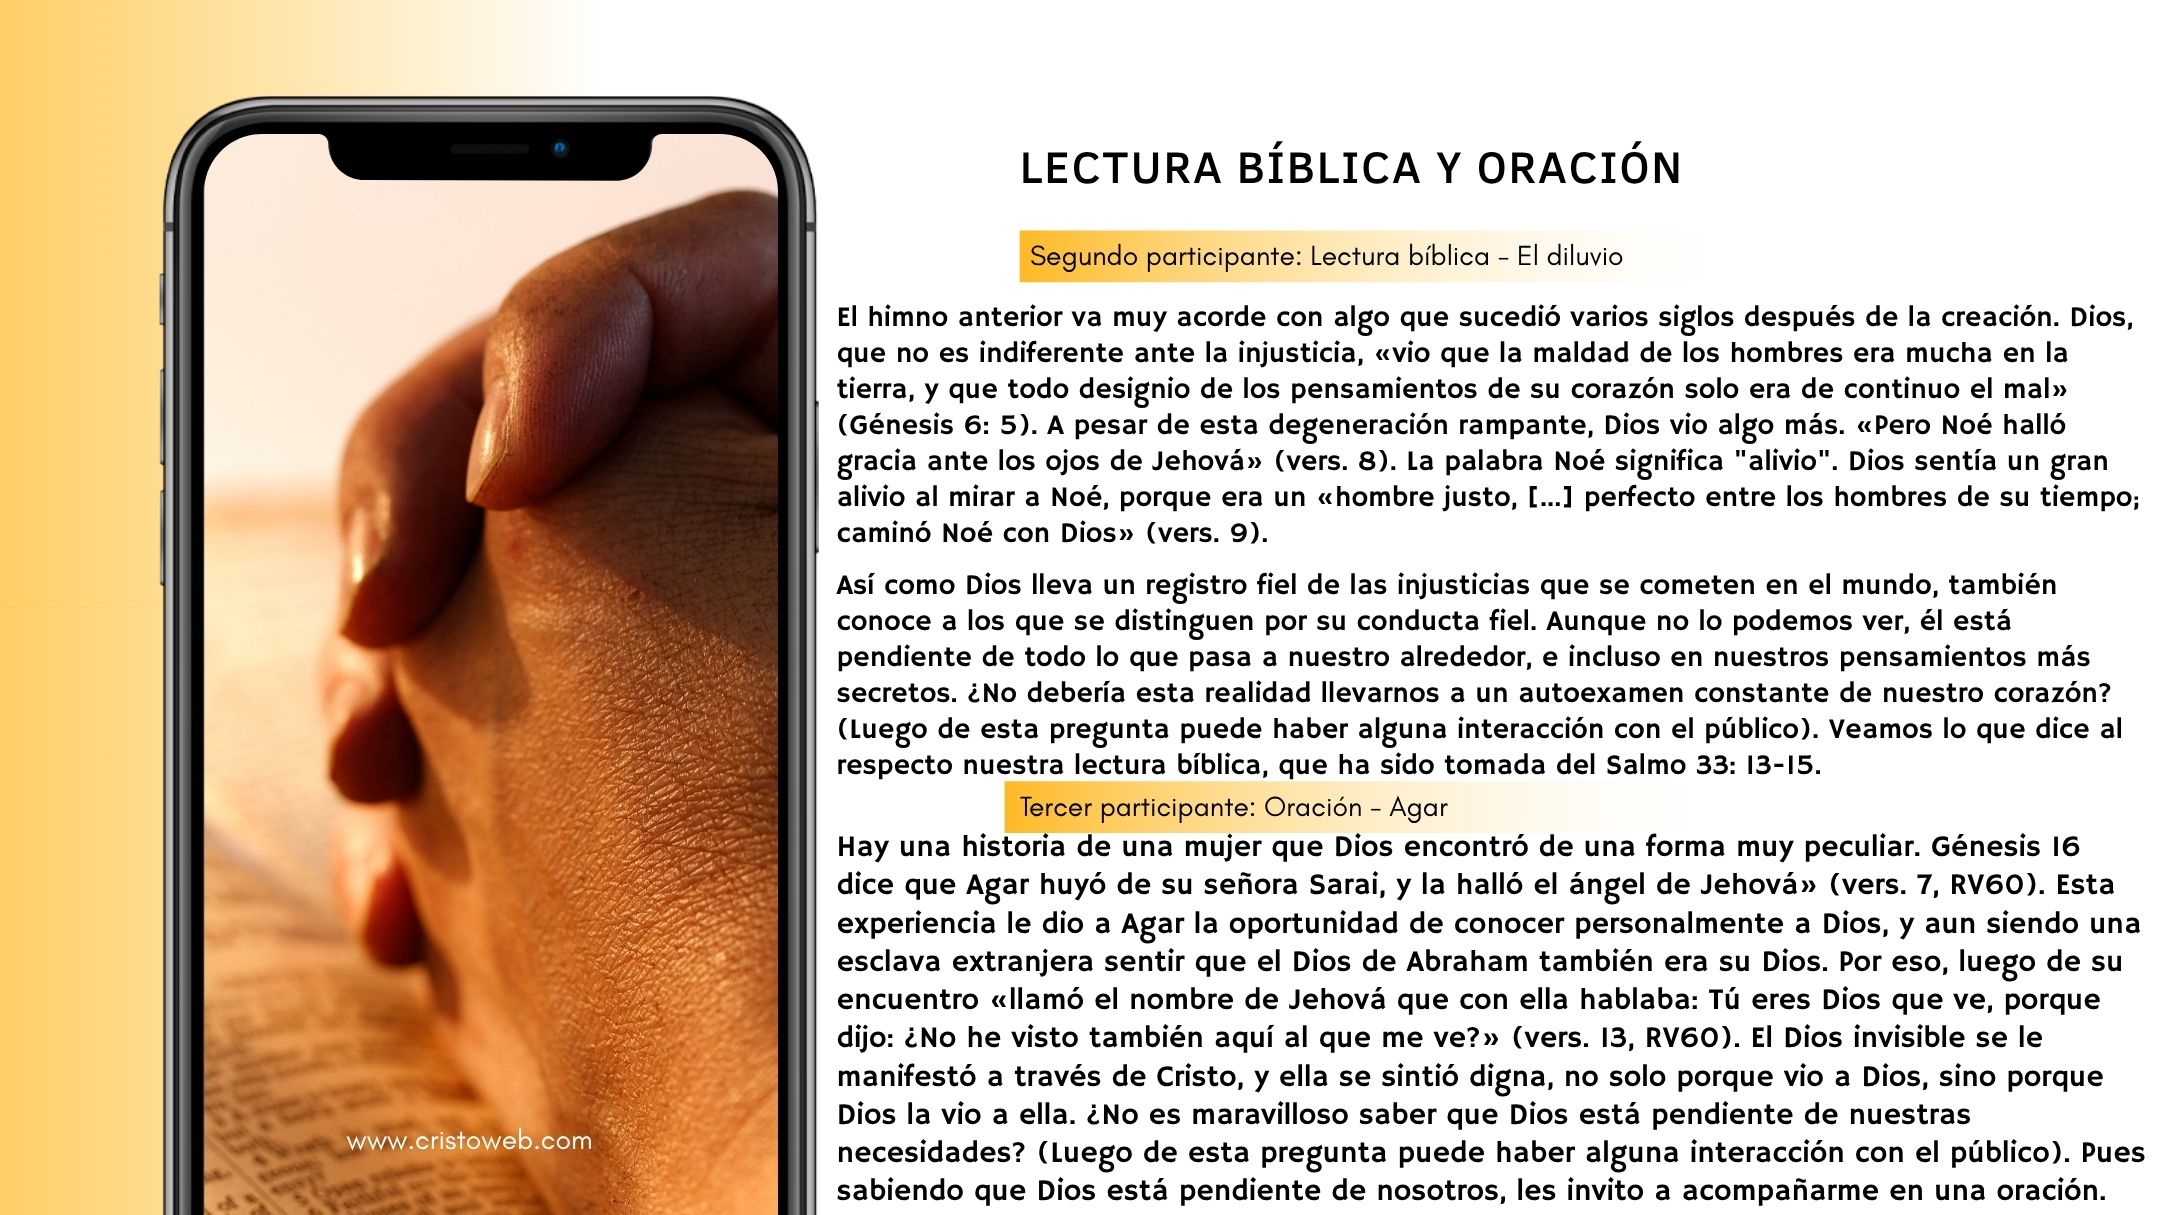 LECTURA BÍBLICA Y ORACIÓN
Segundo participante: Lectura bíblica - El diluvio
El himno anterior va muy acorde con algo que sucedió varios siglos después de la creación. Dios,
que no es indiferente ante la injusticia, «vio que la maldad de los hombres era mucha en la
tierra, y que todo designio de los pensamientos de su corazón solo era de continuo el mal»
(Génesis 6: 5). A pesar de esta degeneración rampante, Dios vio algo más. «Pero Noé halló
gracia ante los ojos de Jehová» (vers. 8). La palabra Noé significa "alivio". Dios sentía un gran
alivio al mirar a Noé, porque era un «hombre justo, [...] perfecto entre los hombres de su tiempo;
caminó Noé con Dios» (vers. 9).
Así como Dios lleva un registro fiel de las injusticias que se cometen en el mundo, también
conoce a los que se distinguen por su conducta fiel. Aunque no lo podemos ver, él está
pendiente de todo lo que pasa a nuestro alrededor, e incluso en nuestros pensamientos más
secretos. ¿No debería esta realidad llevarnos a un autoexamen constante de nuestro corazón?
(Luego de esta pregunta puede haber alguna interacción con el público). Veamos lo que dice al
respecto nuestra lectura bíblica, que ha sido tomada del Salmo 33: 13-15.
Tercer participante: Oración - Agar
Hay una historia de una mujer que Dios encontró de una forma muy peculiar. Génesis 16
dice que Agar huyó de su señora Sarai, y la halló el ángel de Jehová» (vers. 7, RV60). Esta
experiencia le dio a Agar la oportunidad de conocer personalmente a Dios, y aun siendo una
esclava extranjera sentir que el Dios de Abraham también era su Dios. Por eso, luego de su
encuentro «llamó el nombre de Jehová que con ella hablaba: Tú eres Dios que ve, porque
dijo: ¿No he visto también aquí al que me ve?» (vers. 13, RV60). El Dios invisible se le
manifestó a través de Cristo, y ella se sintió digna, no solo porque vio a Dios, sino porque
Dios la vio a ella. ¿No es maravilloso saber que Dios está pendiente de nuestras
necesidades? (Luego de esta pregunta puede haber alguna interacción con el público). Pues
sabiendo que Dios está pendiente de nosotros, les invito a acompañarme en una oración.
www.cristoweb.com